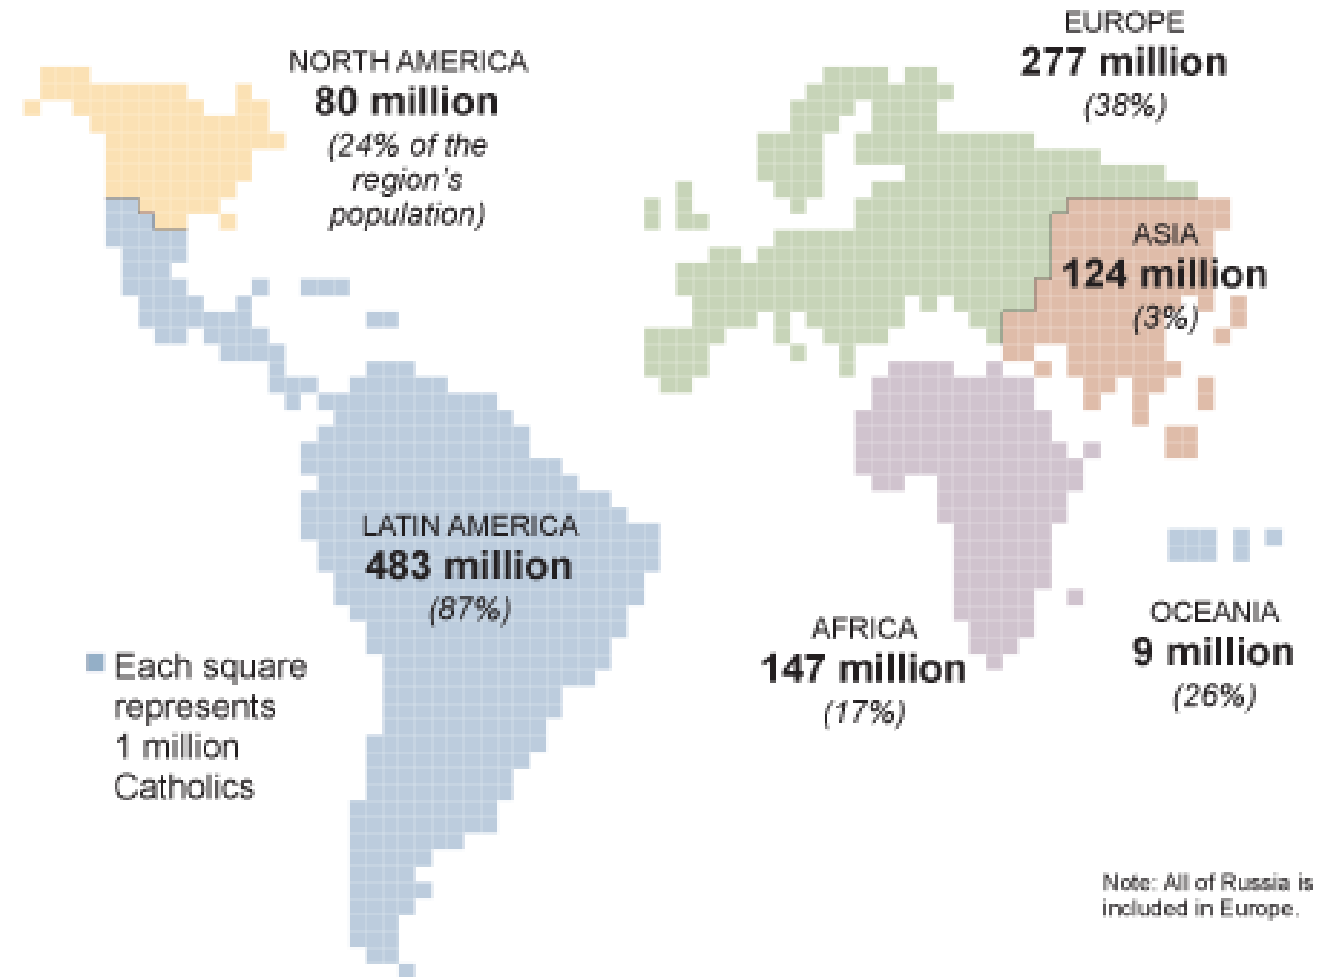 NORTH AMERICA
80 million
(24% of the
region's
population)
EUROPE
277 million
(38%)
ASIA
124 million
(3%)
LATIN AMERICA
483 million
(87%)
Each square
represents
1 million
Catholics
AFRICA
147 million
(17%)
OCEANIA
9 million
(26%)
Note: All of Russia is
included in Europe.